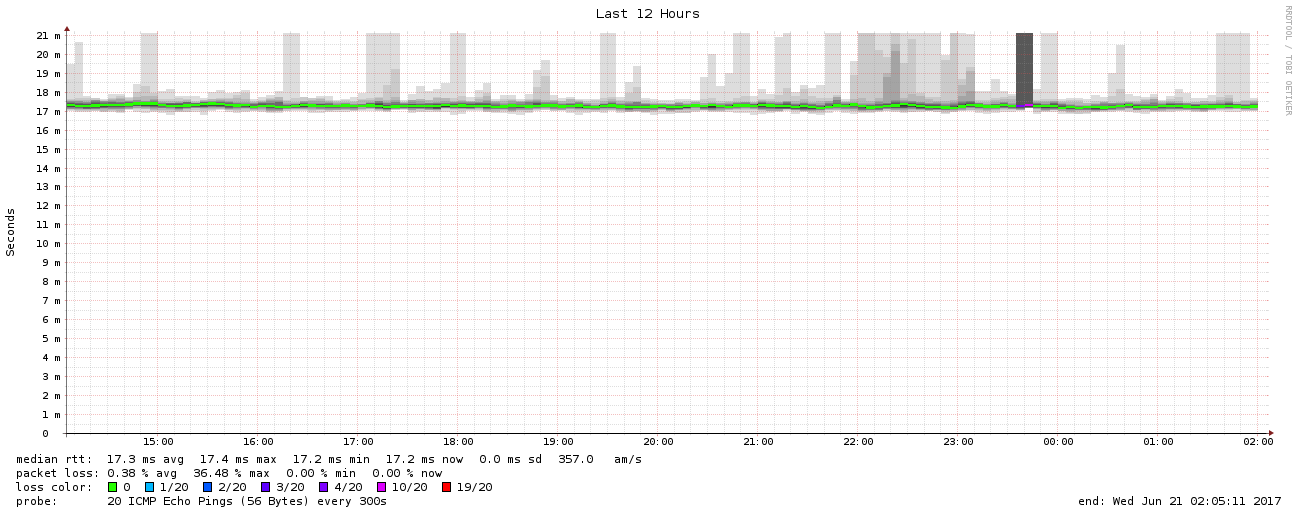 Last 12 Hours
RRDTOOL / TOBI OETIKER
Seconds
21 m
20 m
19 m
18 m
17 m
16 m
15 m
14 m
13 m
12 m
11 m
10 m
9 m
8 m
7 m
6 m
5 m
4 m
3 m
2 m
1 m
0
15:00 16:00 17:00 18:00 19:00 20:00 21:00 22:00 23:00 00:00 01:00 02:00
median rtt: 17.3 ms avg 17.4 ms max 17.2 ms min 17.2 ms now 0.0 ms sd 357.0 am/s
packet loss: 0.38 % avg 36.48 % max 0.00 % min 0.00 % now
loss color: 0 1/20 2/20 3/20 4/20 10/20 19/20
probe: 20 ICMP Echo Pings (56 Bytes) every 300s end: Wed Jun 21 02:05:11 2017